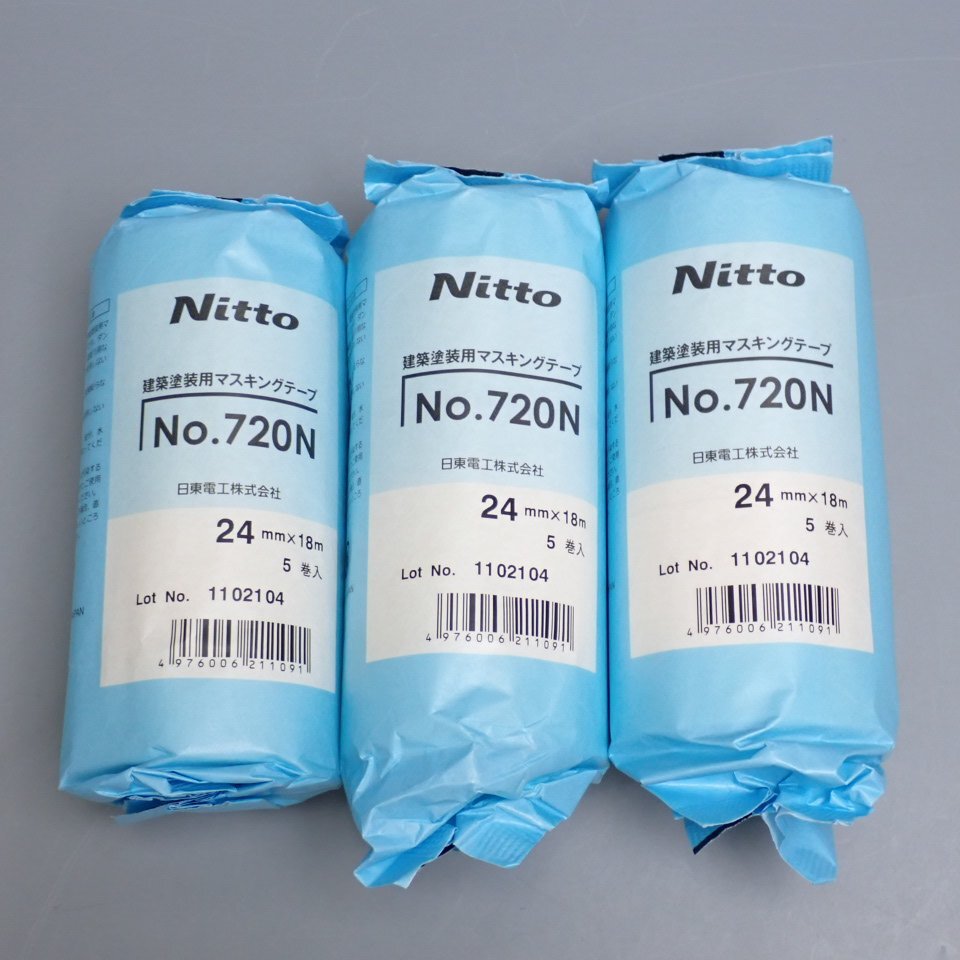 Nitto
建築塗装用マスキングテープ
No.720N
日東電工株式会社
24 mm×18m
5 巻入
Lot No. 1102104
4 976006 211091
Nitto
建築塗装用マスキングテープ
No.720N
日東電工株式会社
24 mm×18m
5 巻入
Lot No. 1102104
4 976006 211091
Nitto
建築塗装用マスキングテープ
No.720N
日東電工株式会社
24 mm×18m
5 巻入
Lot No. 1102104
4 976006 211091